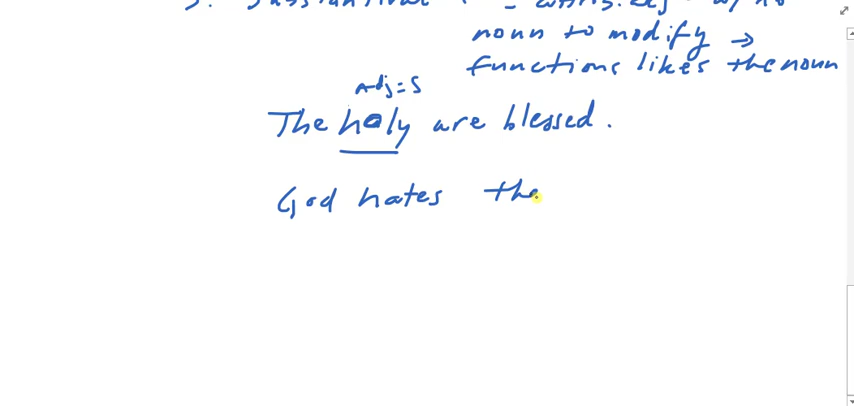 noun to modify →
functions likes the noun
Adj = S
The holy are blessed.
God hates the